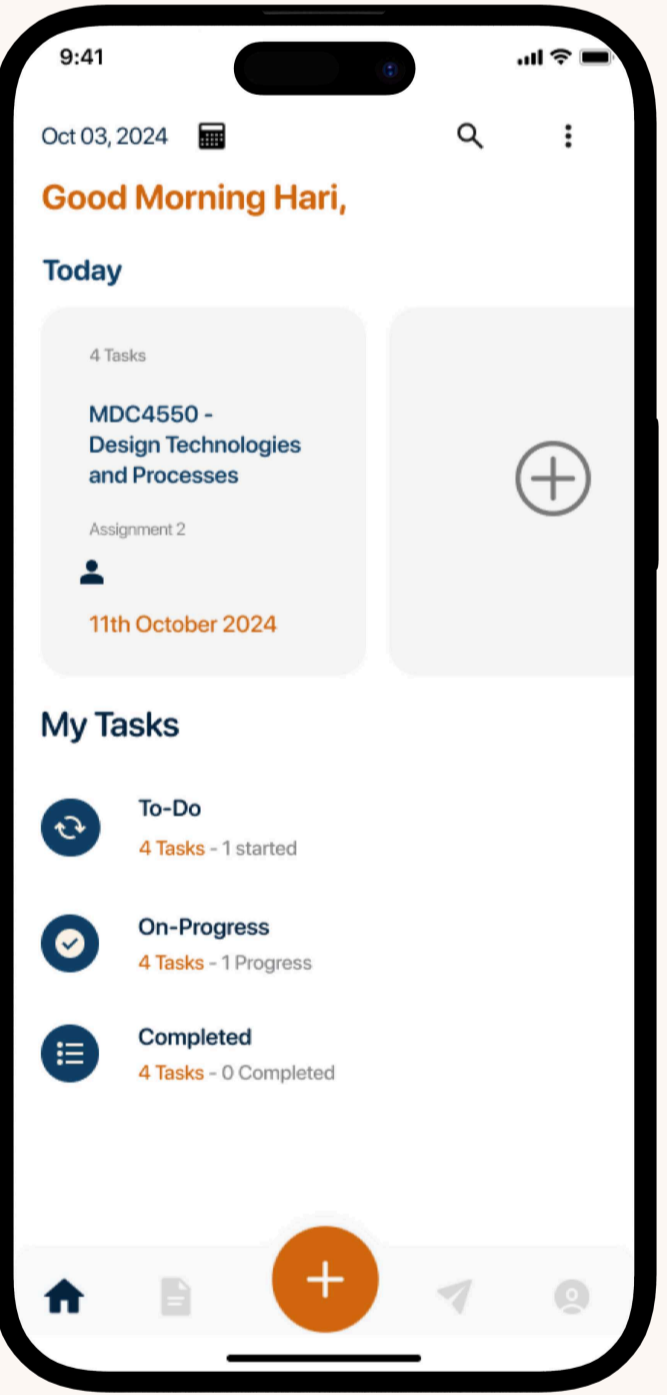 9:41
Oct 03, 2024
Good Morning Hari,
Today
4 Tasks
MDC4550 -
Design Technologies
and Processes
Assignment 2
11th October 2024
My Tasks
To-Do
4 Tasks - 1 started
On-Progress
4 Tasks - 1 Progress
Completed
4 Tasks - 0 Completed